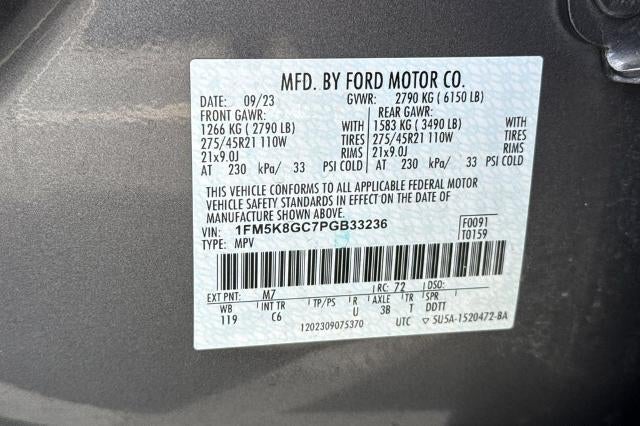 MFD. BY FORD MOTOR CO.
DATE: 09/23 GVWR: 2790 KG ( 6150 LB)
FRONT GAWR: REAR GAWR:
1266 KG ( 2790 LB) WITH 1583 KG ( 3490 LB) WITH
275/45R21 110W TIRES 275/45R21 110W TIRES
21x9.0J RIMS 21x9.0J RIMS
AT 230 kPa/ 33 PSI COLD AT 230 kPa/ 33 PSI COLD
THIS VEHICLE CONFORMS TO ALL APPLICABLE FEDERAL MOTOR
VEHICLE SAFETY STANDARDS IN EFFECT ON THE DATE OF
MANUFACTURE SHOWN ABOVE.
VIN: 1FM5K8GC7PGB33236 F0091
TYPE: MPV T0159
EXT PNT: M7 RC: 72 DSO:
WB INT TR TP/PS R AXLE TR SPR
119 C6 U 3B T DDTT
1202309075370 UTC ▽ SU5A-1520472-BA